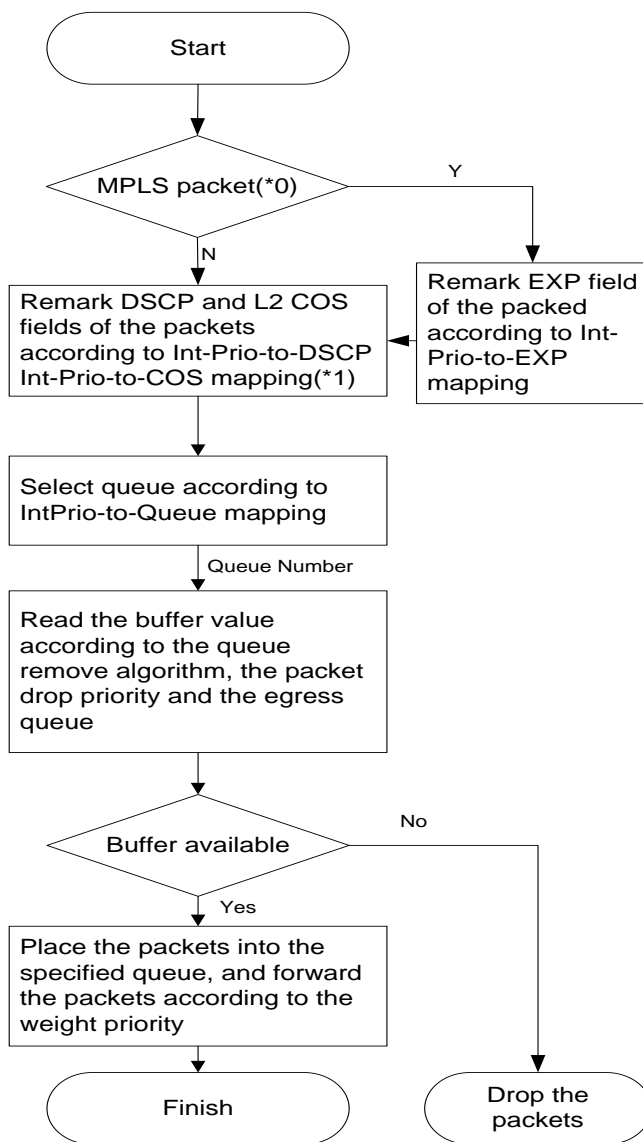 Start
MPLS packet(*0)
Y
N
Remark DSCP and L2 COS
fields of the packets
according to Int-Prio-to-DSCP
Int-Prio-to-COS mapping(*1)
Remark EXP field
of the packed
according to Int-
Prio-to-EXP
mapping
Select queue according to
IntPrio-to-Queue mapping
Queue Number
Read the buffer value
according to the queue
remove algorithm, the packet
drop priority and the egress
queue
Buffer available
No
Yes
Place the packets into the
specified queue, and forward
the packets according to the
weight priority
Finish
Drop the
packets